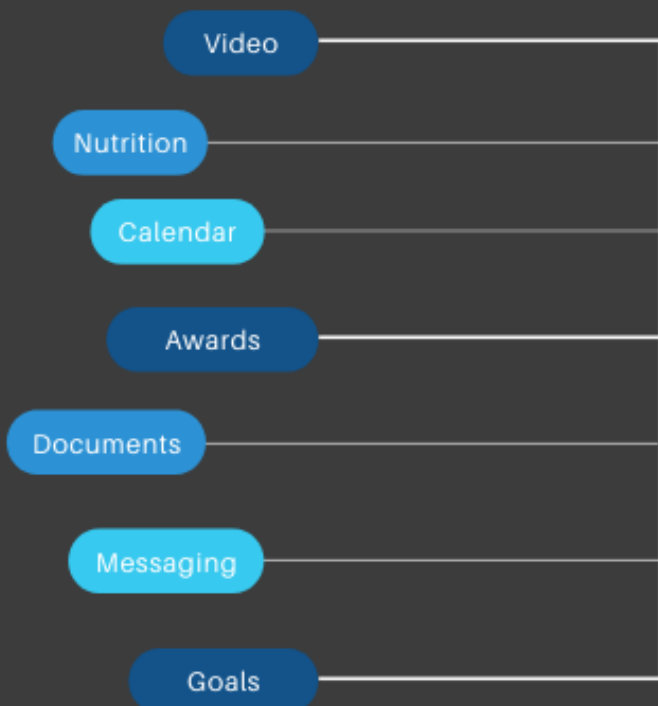 Video
Nutrition
Calendar
Awards
Documents
Messaging
Goals